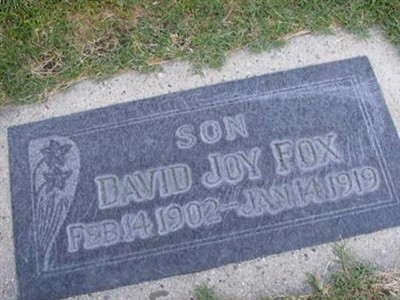 SON
DAVID JOY FOX
FEB. 14 1902 - JAN. 14 1919